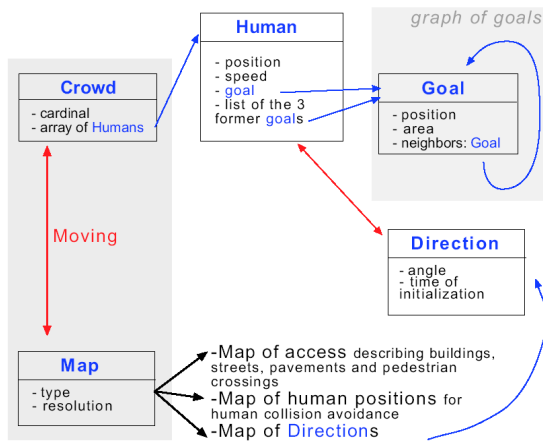 graph of goals
Human
- position
- speed
- goal
- list of the 3
former goals
Crowd
- cardinal
- array of Humans
Goal
- position
- area
- neighbors: Goal
Moving
Direction
- angle
- time of
initialization
Map
- type
- resolution
-Map of access describing buildings,
streets, pavements and pedestrian
crossings
-Map of human positions for
human collision avoidance
-Map of Directions